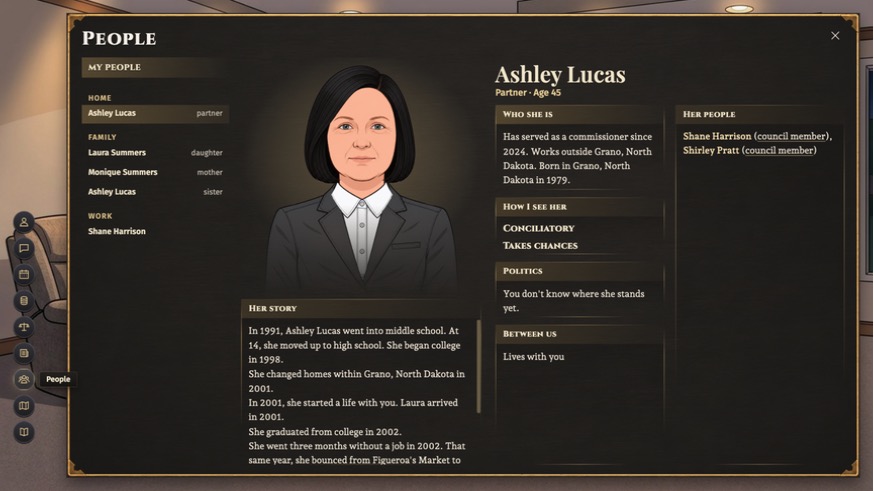 PEOPLE
MY PEOPLE
HOME
Ashley Lucas partner
FAMILY
Laura Summers daughter
Monique Summers mother
Ashley Lucas sister
WORK
Shane Harrison
People
HER STORY
In 1991, Ashley Lucas went into middle school. At
14, she moved up to high school. She began college
in 1998.
She changed homes within Grano, North Dakota in
2001.
In 2001, she started a life with you. Laura arrived
in 2001.
She graduated from college in 2002.
She went three months without a job in 2002. That
same year, she bounced from Figueroa's Market to
Ashley Lucas
Partner · Age 45
WHO SHE IS
Has served as a commissioner since
2024. Works outside Grano, North
Dakota. Born in Grano, North
Dakota in 1979.
HOW I SEE HER
CONCILIATORY
TAKES CHANCES
POLITICS
You don't know where she stands
yet.
BETWEEN US
Lives with you
HER PEOPLE
Shane Harrison (council member),
Shirley Pratt (council member)